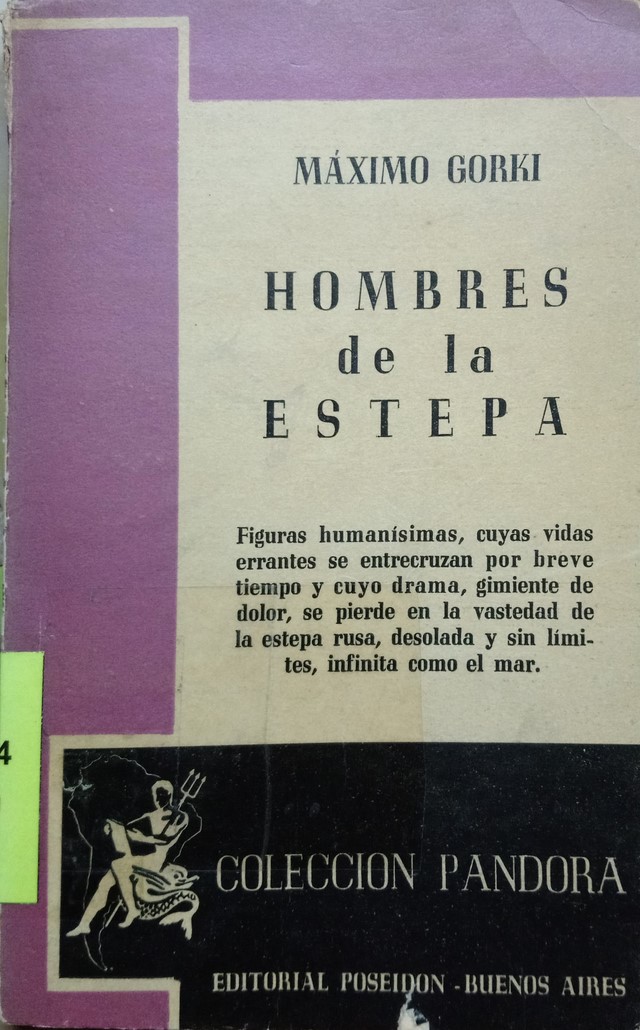 MÁXIMO GORKI
HOMBRES
de la
ESTEPA
Figuras humanísimas, cuyas vidas
errantes se entrecruzan por breve
tiempo y cuyo drama, gimiente de
dolor, se pierde en la vastedad de
la estepa rusa, desolada y sin lími-
tes, infinita como el mar.
4
COLECCION PANDORA
EDITORIAL POSEIDON - BUENOS AIRES